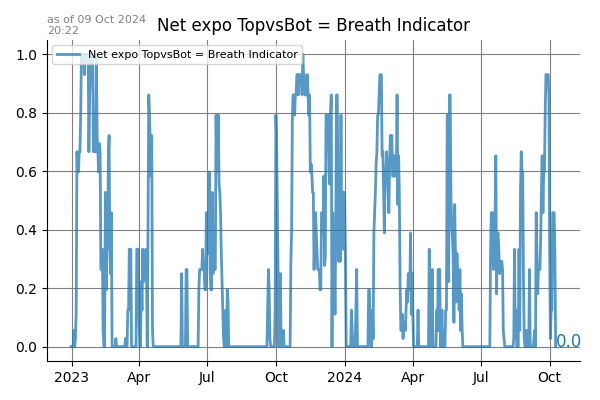 as of 09 Oct 2024
20:22
Net expo TopvsBot = Breath Indicator
Net expo TopvsBot = Breath Indicator
1.0
0.8
0.6
0.4
0.2
0.0
0.0
2023 Apr Jul Oct 2024 Apr Jul Oct